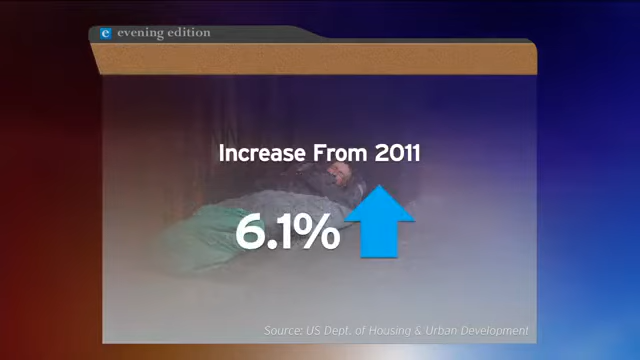 e evening edition
Increase From 2011
6.1%
Source: US Dept. of Housing & Urban Development